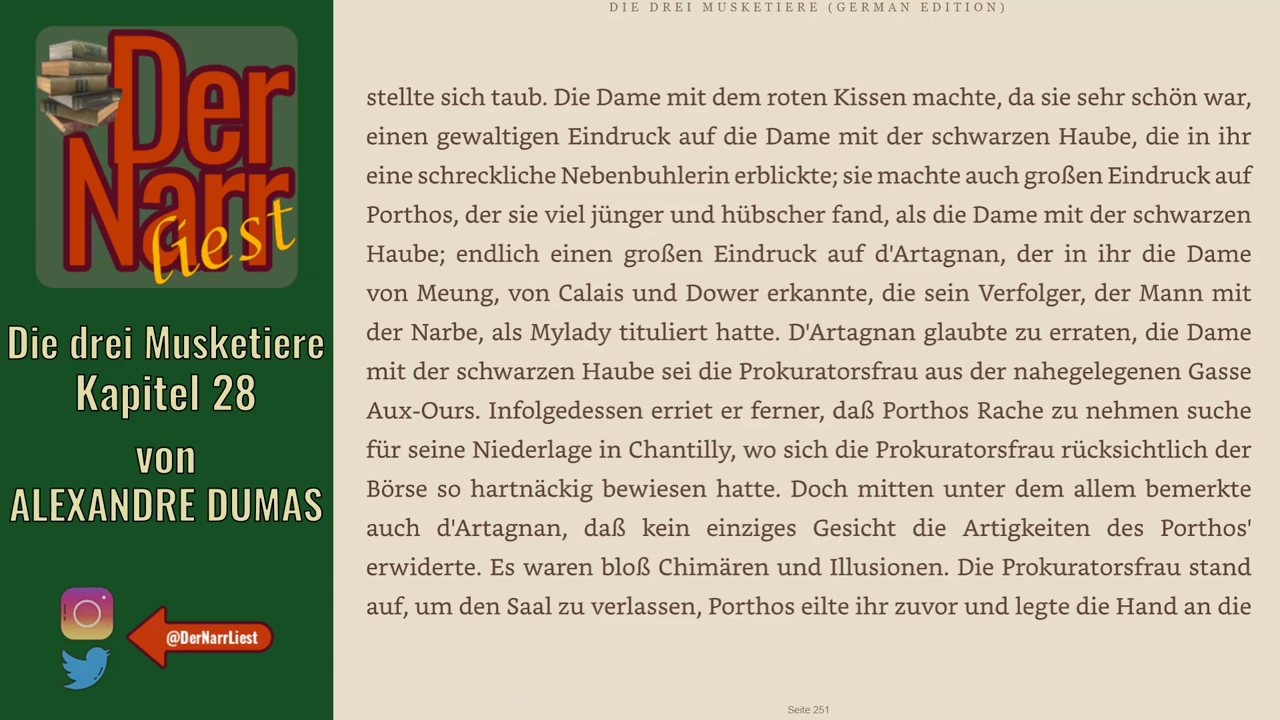 Der
Narr
liest
Die drei Musketiere
Kapitel 28
von
ALEXANDRE DUMAS
@DerNarrLiest
DIE DREI MUSKETIERE (GERMAN EDITION)
stellte sich taub. Die Dame mit dem roten Kissen machte, da sie sehr schön war,
einen gewaltigen Eindruck auf die Dame mit der schwarzen Haube, die in ihr
eine schreckliche Nebenbuhlerin erblickte; sie machte auch großen Eindruck auf
Porthos, der sie viel jünger und hübscher fand, als die Dame mit der schwarzen
Haube; endlich einen großen Eindruck auf d'Artagnan, der in ihr die Dame
von Meung, von Calais und Dower erkannte, die sein Verfolger, der Mann mit
der Narbe, als Mylady tituliert hatte. D'Artagnan glaubte zu erraten, die Dame
mit der schwarzen Haube sei die Prokuratorsfrau aus der nahegelegenen Gasse
Aux-Ours. Infolgedessen erriet er ferner, daß Porthos Rache zu nehmen suche
für seine Niederlage in Chantilly, wo sich die Prokuratorsfrau rücksichtlich der
Börse so hartnäckig bewiesen hatte. Doch mitten unter dem allem bemerkte
auch d'Artagnan, daß kein einziges Gesicht die Artigkeiten des Porthos'
erwiderte. Es waren bloß Chimären und Illusionen. Die Prokuratorsfrau stand
auf, um den Saal zu verlassen, Porthos eilte ihr zuvor und legte die Hand an die
Seite 251